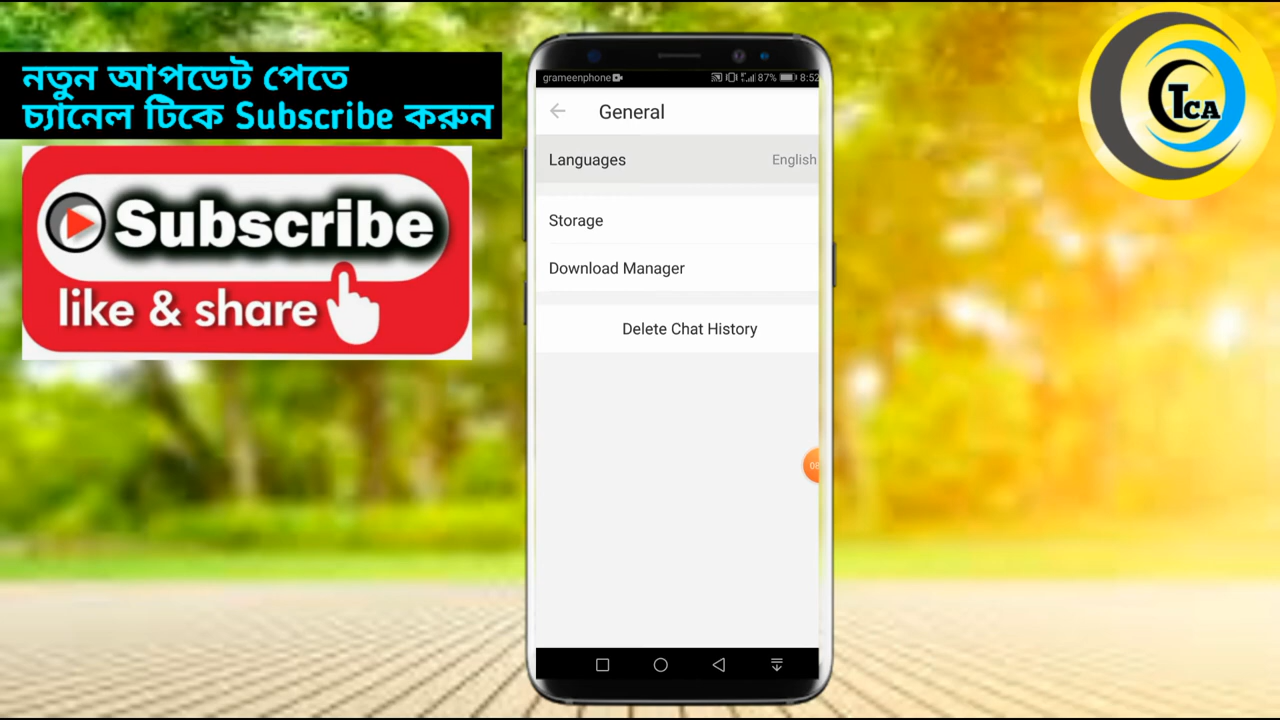 নতুন আপডেট পেতে
চ্যানেল টিকে Subscribe করুন
Subscribe
like & share
TCA
grameenphone
87% 8:52
General
Languages English
Storage
Download Manager
Delete Chat History
08